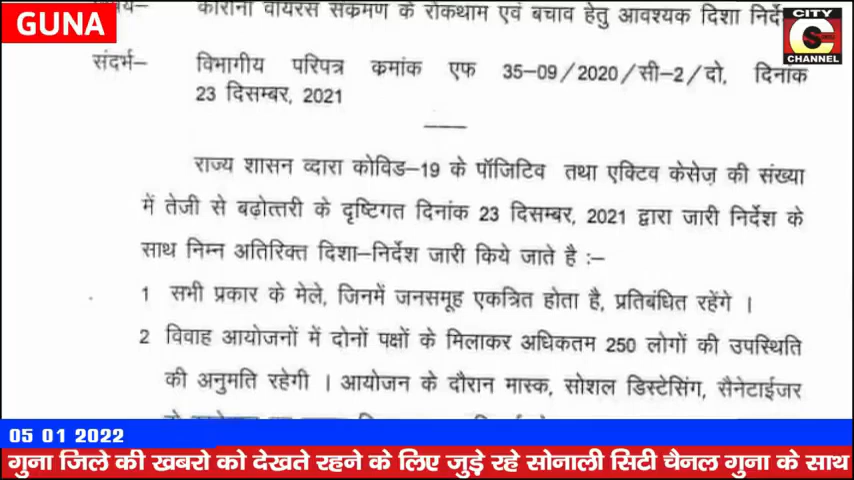 GUNA
CITY
CHANNEL
कोरोना वायरस संक्रमण के रोकथाम एवं बचाव हेतु आवश्यक दिशा
संदर्भ– विभागीय परिपत्र क्रमांक एफ 35-09/2020/सी-2/दो, दिनांक
23 दिसम्बर, 2021
राज्य शासन व्दारा कोविड-19 के पॉजिटिव तथा एक्टिव केसेज़ की संख्या
में तेजी से बढ़ोत्तरी के दृष्टिगत दिनांक 23 दिसम्बर, 2021 द्वारा जारी निर्देश के
साथ निम्न अतिरिक्त दिशा-निर्देश जारी किये जाते है :–
1 सभी प्रकार के मेले, जिनमें जनसमूह एकत्रित होता है, प्रतिबंधित रहेंगे ।
2 विवाह आयोजनों में दोनों पक्षों के मिलाकर अधिकतम 250 लोगों की उपस्थिति
की अनुमति रहेगी । आयोजन के दौरान मास्क, सोशल डिस्टेसिंग, सैनेटाईजर
05 01 2022
गुना जिले की खबरो को देखते रहने के लिए जुड़े रहे सोनाली सिटी चैनल गुना के साथ